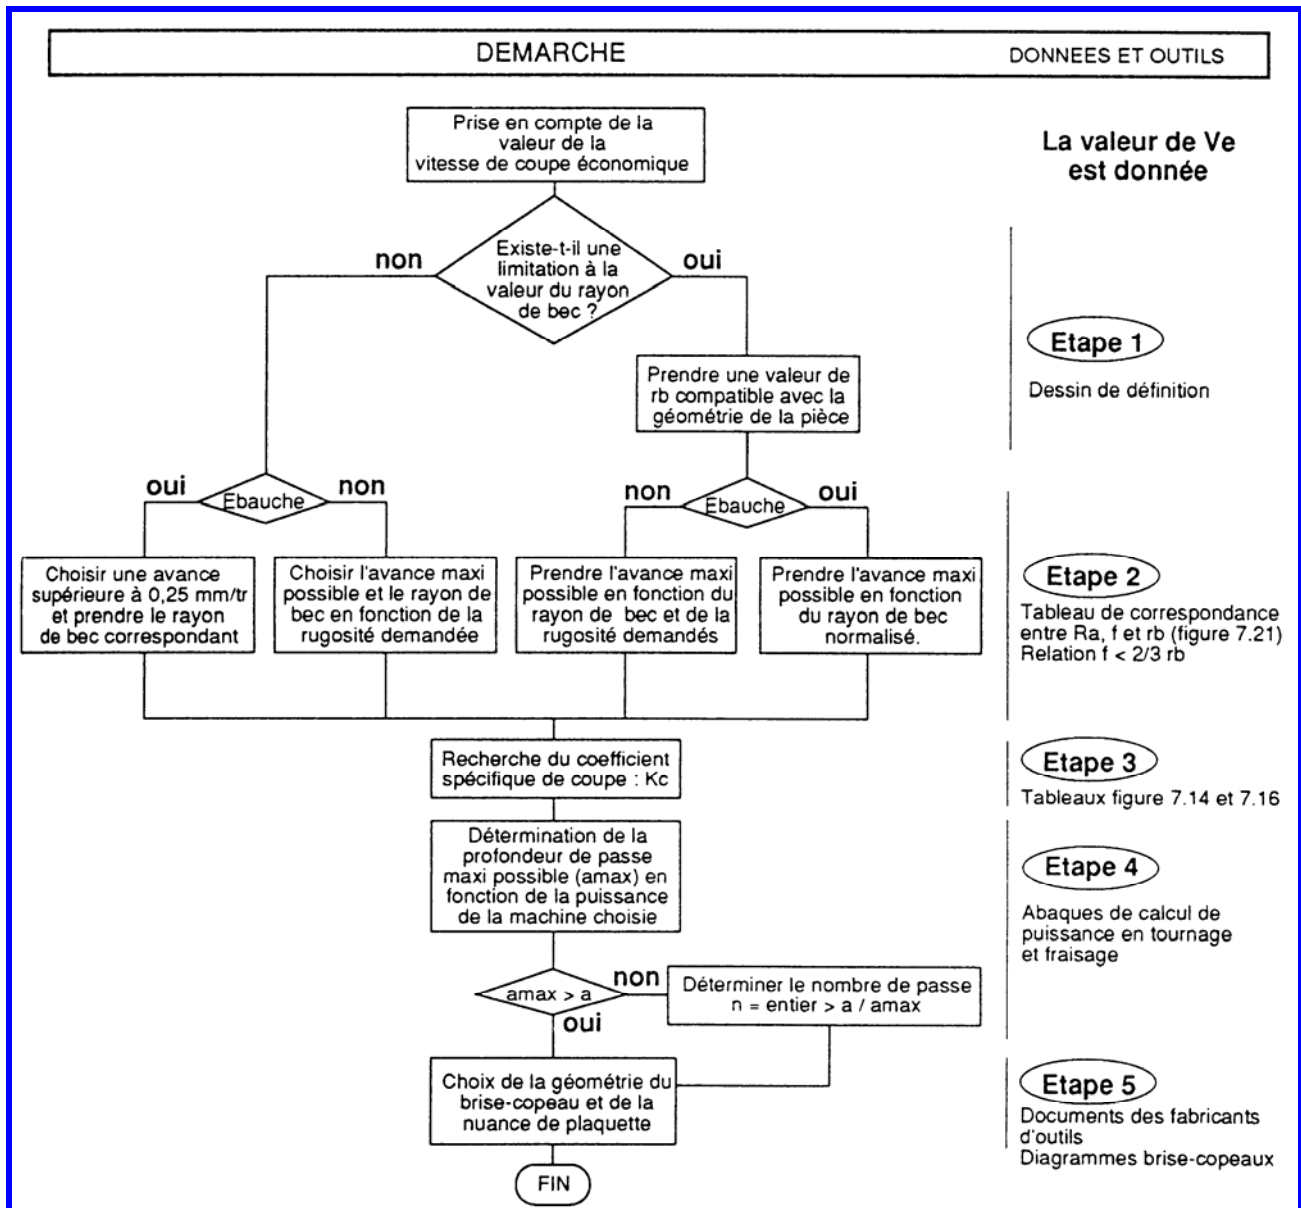 DEMARCHE
DONNEES ET OUTILS
Prise en compte de la
valeur de la
vitesse de coupe économique
La valeur de Ve
est donnée
non
Existe-t-il une
limitation à la
valeur du rayon
de bec ?
oui
Etape 1
Dessin de définition
Prendre une valeur de
rb compatible avec la
géométrie de la pièce
oui
Ebauche
non
non
Ebauche
oui
Choisir une avance
supérieure à 0,25 mm/tr
et prendre le rayon
de bec correspondant
Choisir l'avance maxi
possible et le rayon de
bec en fonction de la
rugosité demandée
Prendre l'avance maxi
possible en fonction du
rayon de bec et de la
rugosité demandés
Prendre l'avance maxi
possible en fonction
du rayon de bec
normalisé.
Etape 2
Tableau de correspondance
entre Ra, f et rb (figure 7.21)
Relation f < 2/3 rb
Recherche du coefficient
spécifique de coupe : Kc
Etape 3
Tableaux figure 7.14 et 7.16
Détermination de la
profondeur de passe
maxi possible (amax) en
fonction de la puissance
de la machine choisie
Etape 4
Abaques de calcul de
puissance en tournage
et fraisage
amax > a
non
oui
Déterminer le nombre de passe
n = entier > a / amax
Choix de la géométrie du
brise-copeau et de la
nuance de plaquette
Etape 5
Documents des fabricants
d'outils
Diagrammes brise-copeaux
FIN